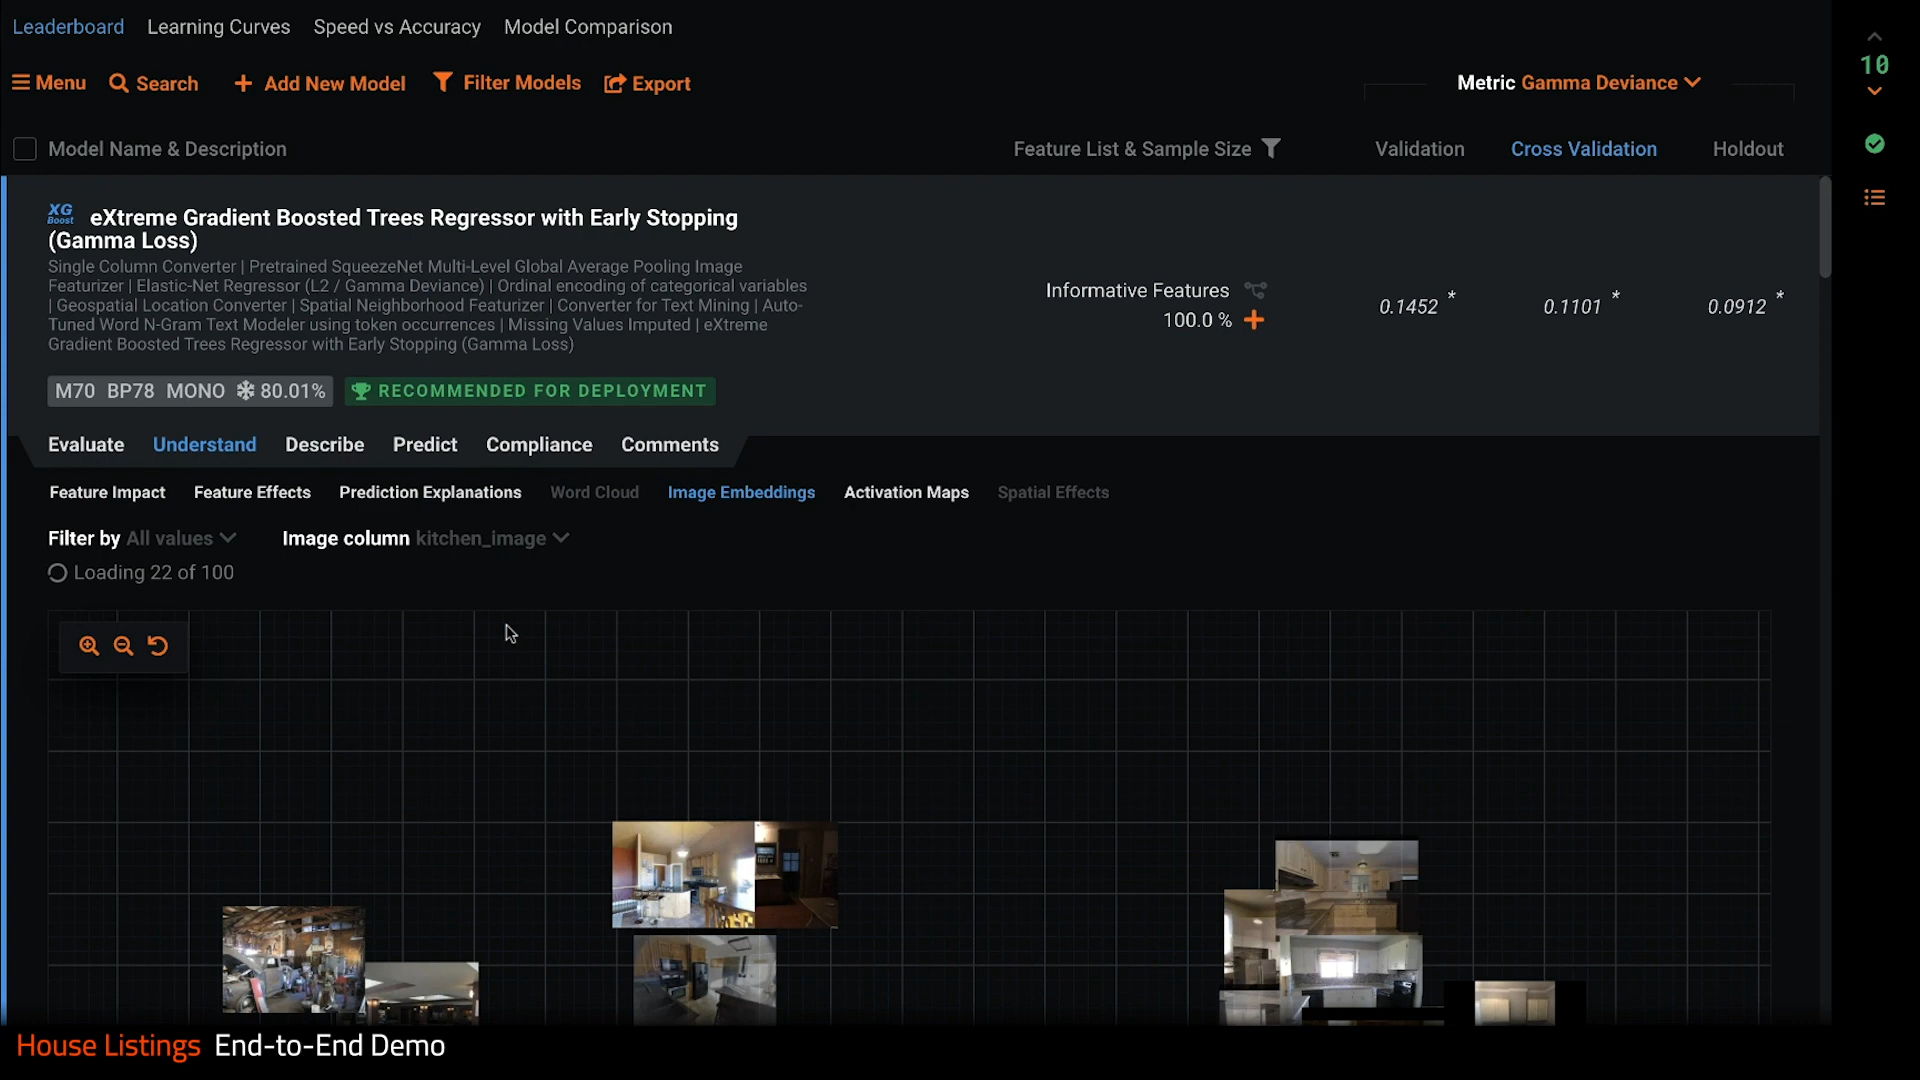 Leaderboard Learning Curves Speed vs Accuracy Model Comparison
Menu Search + Add New Model Filter Models Export Metric Gamma Deviance
10
Model Name & Description Feature List & Sample Size Validation Cross Validation Holdout
XG Boost eXtreme Gradient Boosted Trees Regressor with Early Stopping
(Gamma Loss)
Single Column Converter | Pretrained SqueezeNet Multi-Level Global Average Pooling Image
Featurizer | Elastic-Net Regressor (L2 / Gamma Deviance) | Ordinal encoding of categorical variables
| Geospatial Location Converter | Spatial Neighborhood Featurizer | Converter for Text Mining | Auto-
Tuned Word N-Gram Text Modeler using token occurrences | Missing Values Imputed | eXtreme
Gradient Boosted Trees Regressor with Early Stopping (Gamma Loss)
Informative Features
100.0 % +
0.1452 * 0.1101 * 0.0912 *
M70 BP78 MONO 80.01% RECOMMENDED FOR DEPLOYMENT
Evaluate Understand Describe Predict Compliance Comments
Feature Impact Feature Effects Prediction Explanations Word Cloud Image Embeddings Activation Maps Spatial Effects
Filter by All values Image column kitchen_image
Loading 22 of 100
House Listings End-to-End Demo